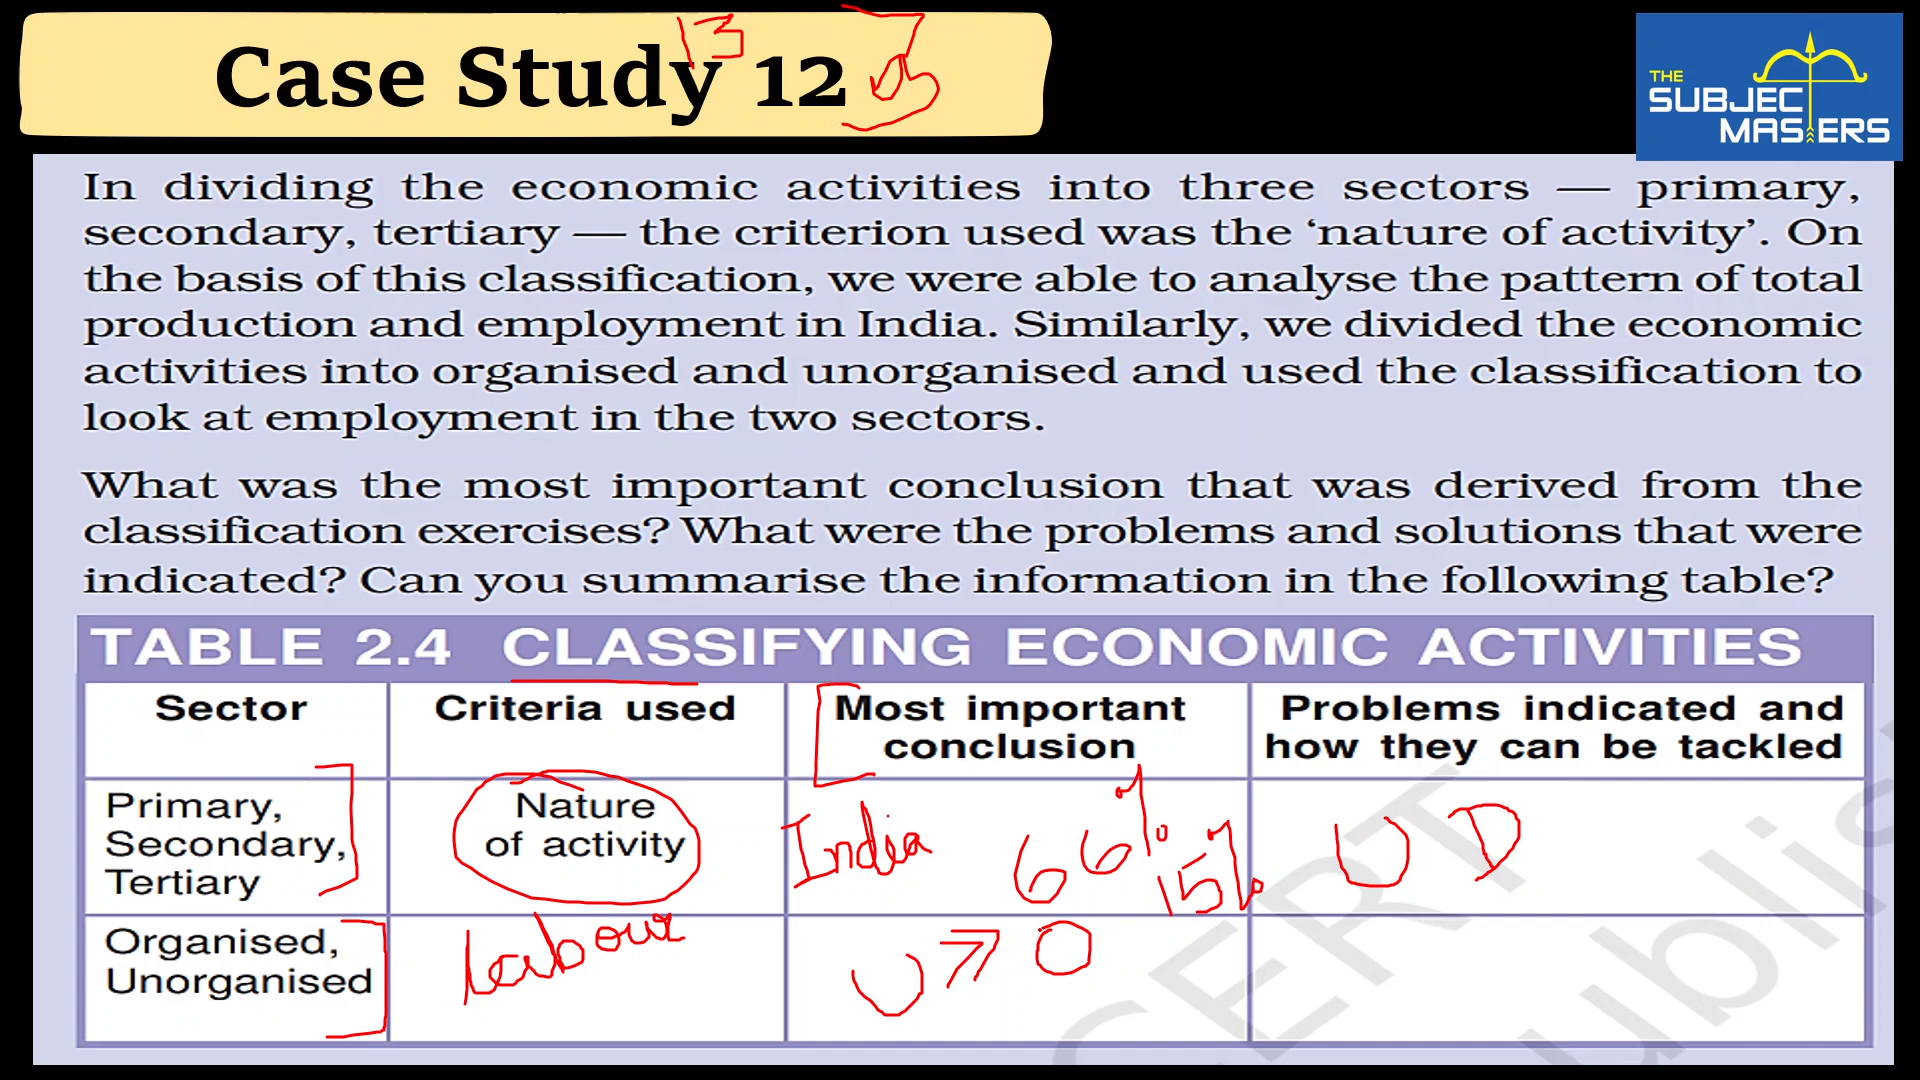 Case Study 12
13
THE
SUBJEC
MASTERS
In dividing the economic activities into three sectors — primary,
secondary, tertiary — the criterion used was the ‘nature of activity’. On
the basis of this classification, we were able to analyse the pattern of total
production and employment in India. Similarly, we divided the economic
activities into organised and unorganised and used the classification to
look at employment in the two sectors.
What was the most important conclusion that was derived from the
classification exercises? What were the problems and solutions that were
indicated? Can you summarise the information in the following table?
TABLE 2.4 CLASSIFYING ECONOMIC ACTIVITIES
Sector
Criteria used
Most important
conclusion
Problems indicated and
how they can be tackled
Primary,
Secondary,
Tertiary
Nature
of activity
India 66% 15%
U D
Organised,
Unorganised
Labour
U > O